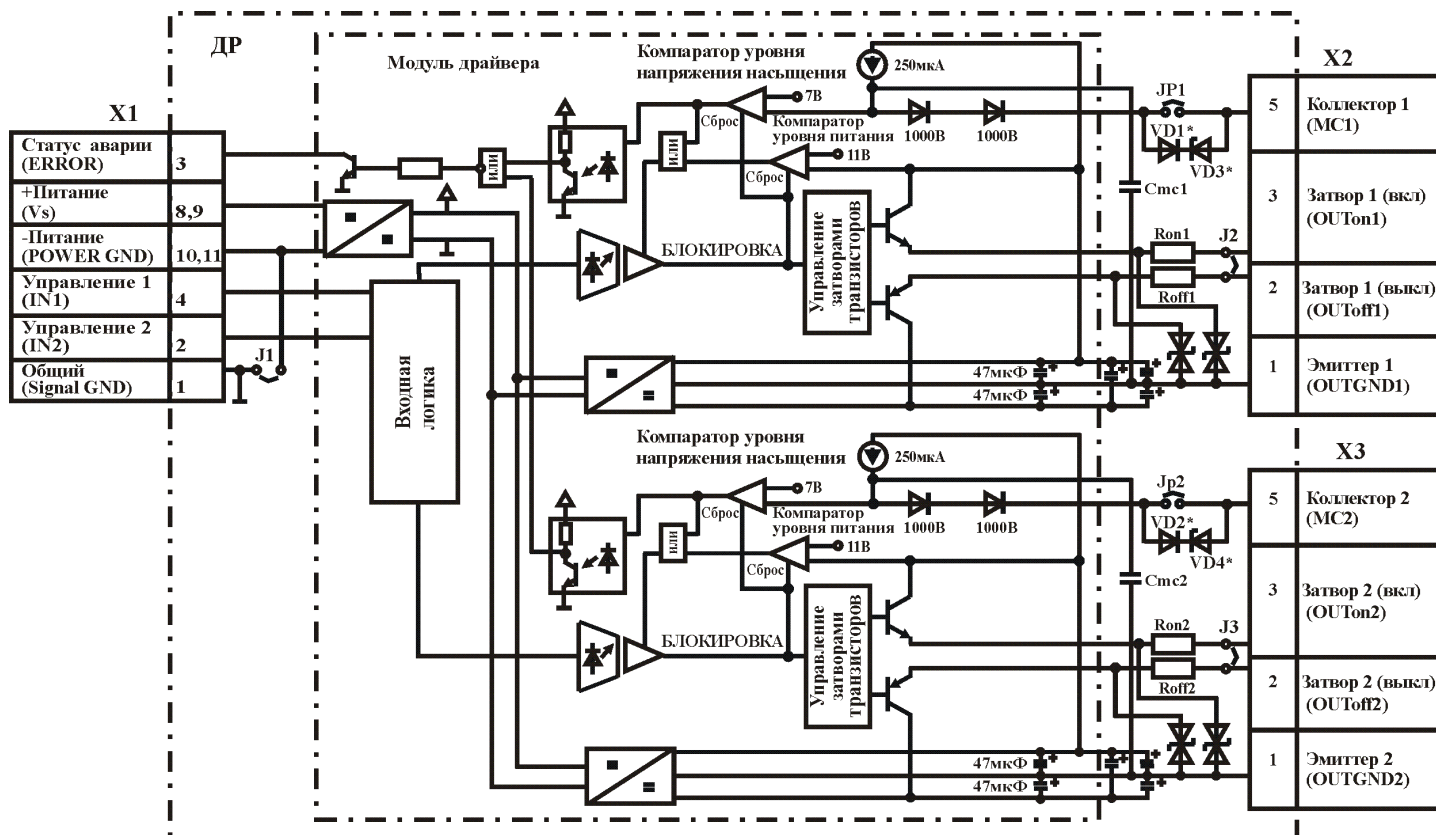 ДР
Модуль драйвера
X1
Статус аварии
(ERROR)
3
+Питание
(Vs)
8,9
-Питание
(POWER GND)
10,11
Управление 1
(IN1)
4
Управление 2
(IN2)
2
Общий
(Signal GND)
1
J1
или
Входная
логика
Компаратор уровня
напряжения насыщения
250мкА
7В
Сброс
Компаратор
уровня питания
11В
или
Сброс
БЛОКИРОВКА
Управление
затворами
транзисторов
1000В
1000В
JP1
VD1*
VD3*
Cmc1
Ron1
J2
Roff1
47мкФ
+
+
47мкФ
+
+
+
X2
5
Коллектор 1
(MC1)
3
Затвор 1 (вкл)
(OUTon1)
2
Затвор 1 (выкл)
(OUToff1)
1
Эмиттер 1
(OUTGND1)
Компаратор уровня
напряжения насыщения
250мкА
7В
Сброс
Компаратор
уровня питания
11В
или
Сброс
БЛОКИРОВКА
Управление
затворами
транзисторов
1000В
1000В
Jp2
VD2*
VD4*
Cmc2
Ron2
J3
Roff2
47мкФ
+
+
47мкФ
+
+
+
X3
5
Коллектор 2
(MC2)
3
Затвор 2 (вкл)
(OUTon2)
2
Затвор 2 (выкл)
(OUToff2)
1
Эмиттер 2
(OUTGND2)